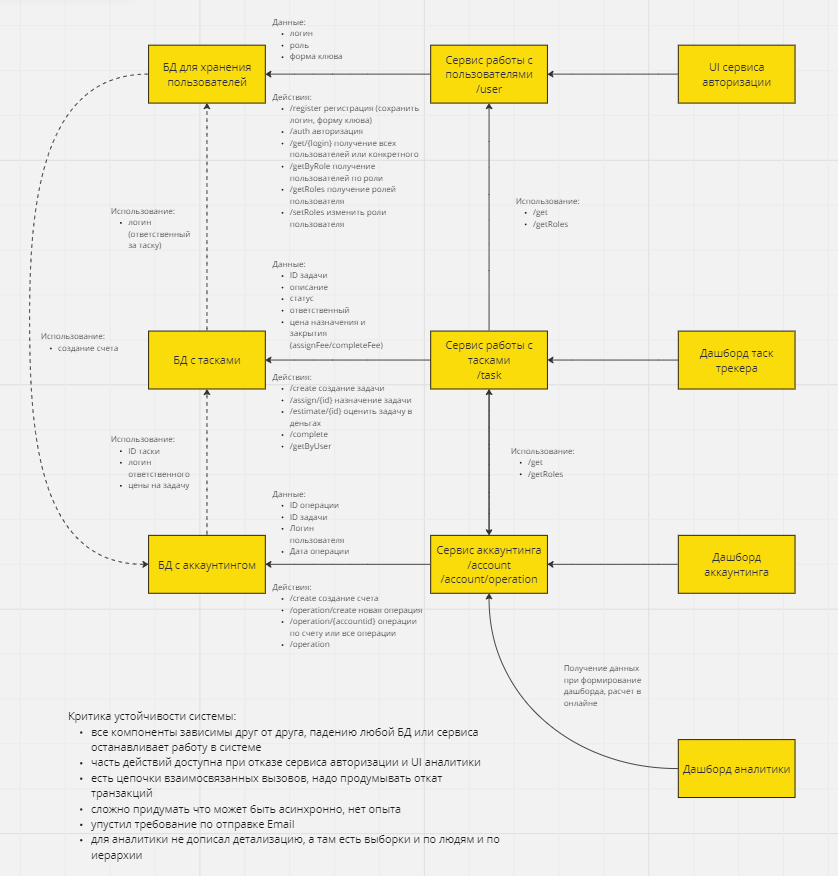 Данные:
• логин
• роль
• форма клюва
БД для хранения
пользователей
Сервис работы с
пользователями
/user
UI сервиса
авторизации
Действия:
• /register регистрация (сохранить
логин, форму клюва)
• /auth авторизация
• /get/{login} получение всех
пользователей или конкретного
• /getByRole получение
пользователей по роли
• /getRoles получение ролей
пользователя
• /setRoles изменить роли
пользователя
Использование:
• логин
(ответственный
за таску)
Использование:
• /get
• /getRoles
Данные:
• ID задачи
• описание
• статус
• ответственный
• цена назначения и
закрытия
(assignFee/completeFee)
Использование:
• создание счета
БД с тасками
Сервис работы с
тасками
/task
Дашборд таск
трекера
Действия:
• /create создание задачи
• /assign/{id} назначение задачи
• /estimate/{id} оценить задачу в
деньгах
• /complete
• /getByUser
Использование:
• ID таски
• логин
ответственного
• цены на задачу
Использование:
• /get
• /getRoles
Данные:
• ID операции
• ID задачи
• Логин
пользователя
• Дата операции
БД с аккаунтингом
Сервис аккаунтинга
/account
/account/operation
Дашборд
аккаунтинга
Действия:
• /create создание счета
• /operation/create новая операция
• /operation/{accountid} операции
по счету или все операции
• /operation
Получение данных
при формирование
дашборда, расчет в
онлайне
Дашборд аналитики
Критика устойчивости системы:
• все компоненты зависимы друг от друга, падению любой БД или сервиса
останавливает работу в системе
• часть действий доступна при отказе сервиса авторизации и UI аналитики
• есть цепочки взаимосвязанных вызовов, надо продумывать откат
транзакций
• сложно придумать что может быть асинхронно, нет опыта
• упустил требование по отправке Email
• для аналитики не дописал детализацию, а там есть выборки и по людям и по
иерархии